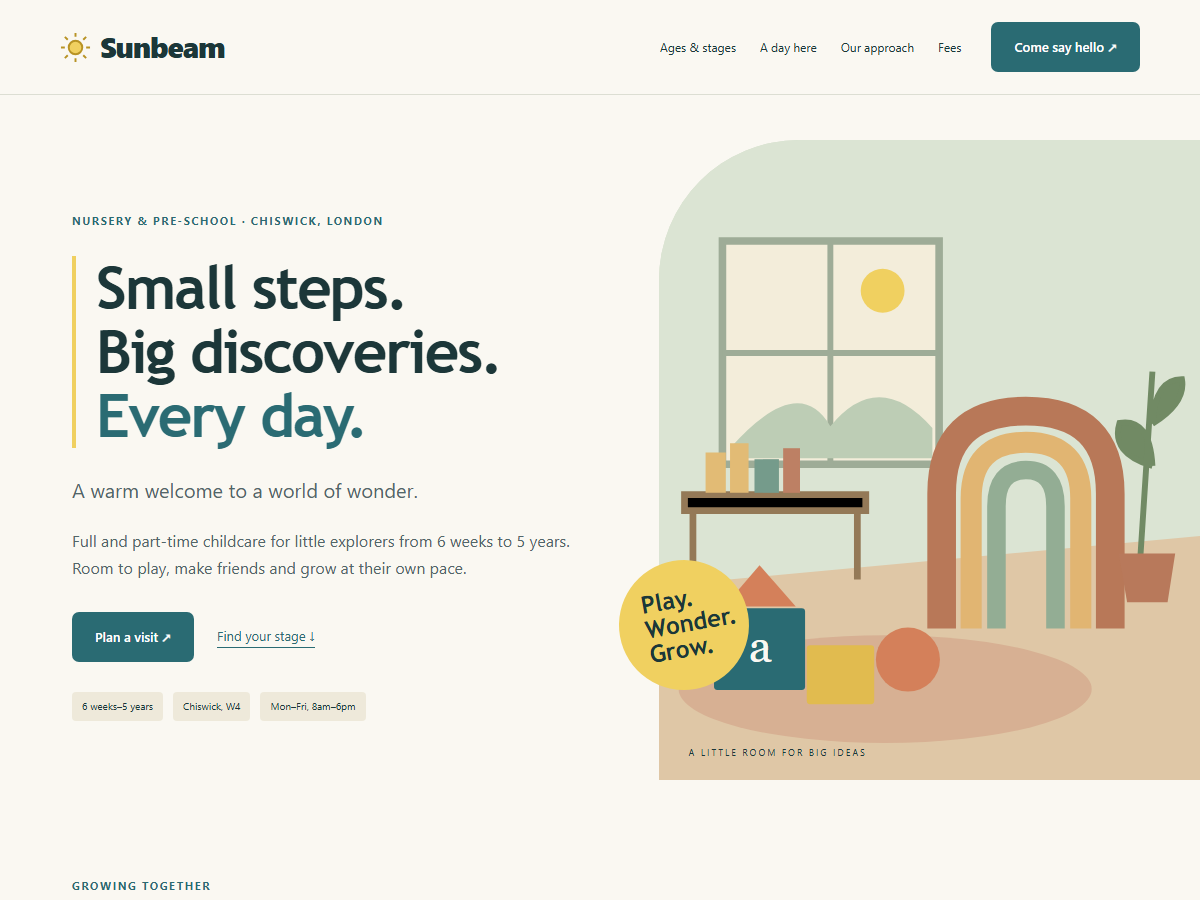 Sunbeam
Ages & stages
A day here
Our approach
Fees
Come say hello ↗
NURSERY & PRE-SCHOOL · CHISWICK, LONDON
Small steps.
Big discoveries.
Every day.
A warm welcome to a world of wonder.
Full and part-time childcare for little explorers from 6 weeks to 5 years.
Room to play, make friends and grow at their own pace.
Plan a visit ↗
Find your stage ↓
6 weeks–5 years
Chiswick, W4
Mon–Fri, 8am–6pm
Play.
Wonder.
Grow.
a
A LITTLE ROOM FOR BIG IDEAS
GROWING TOGETHER